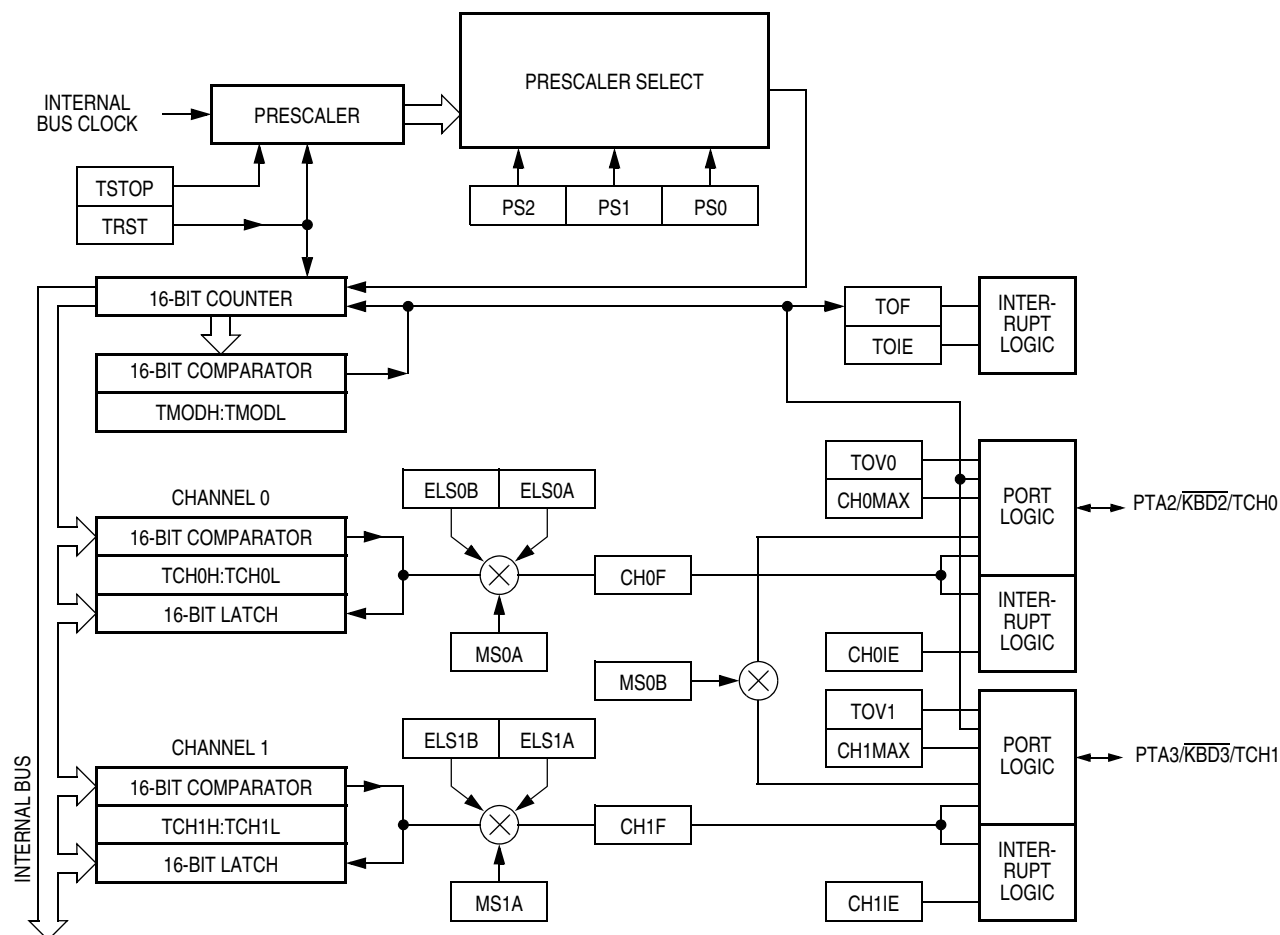 PRESCALER SELECT
INTERNAL
BUS CLOCK
PRESCALER
TSTOP
TRST
PS2 PS1 PS0
16-BIT COUNTER
TOF
TOIE
INTER-
RUPT
LOGIC
16-BIT COMPARATOR
TMODH:TMODL
CHANNEL 0
16-BIT COMPARATOR
TCH0H:TCH0L
16-BIT LATCH
ELS0B ELS0A
MS0A
CH0F
TOV0
CH0MAX
PORT
LOGIC
PTA2/KBD2/TCH0
INTER-
RUPT
LOGIC
CH0IE
MS0B
CHANNEL 1
16-BIT COMPARATOR
TCH1H:TCH1L
16-BIT LATCH
ELS1B ELS1A
MS1A
CH1F
TOV1
CH1MAX
PORT
LOGIC
PTA3/KBD3/TCH1
INTER-
RUPT
LOGIC
CH1IE
INTERNAL BUS